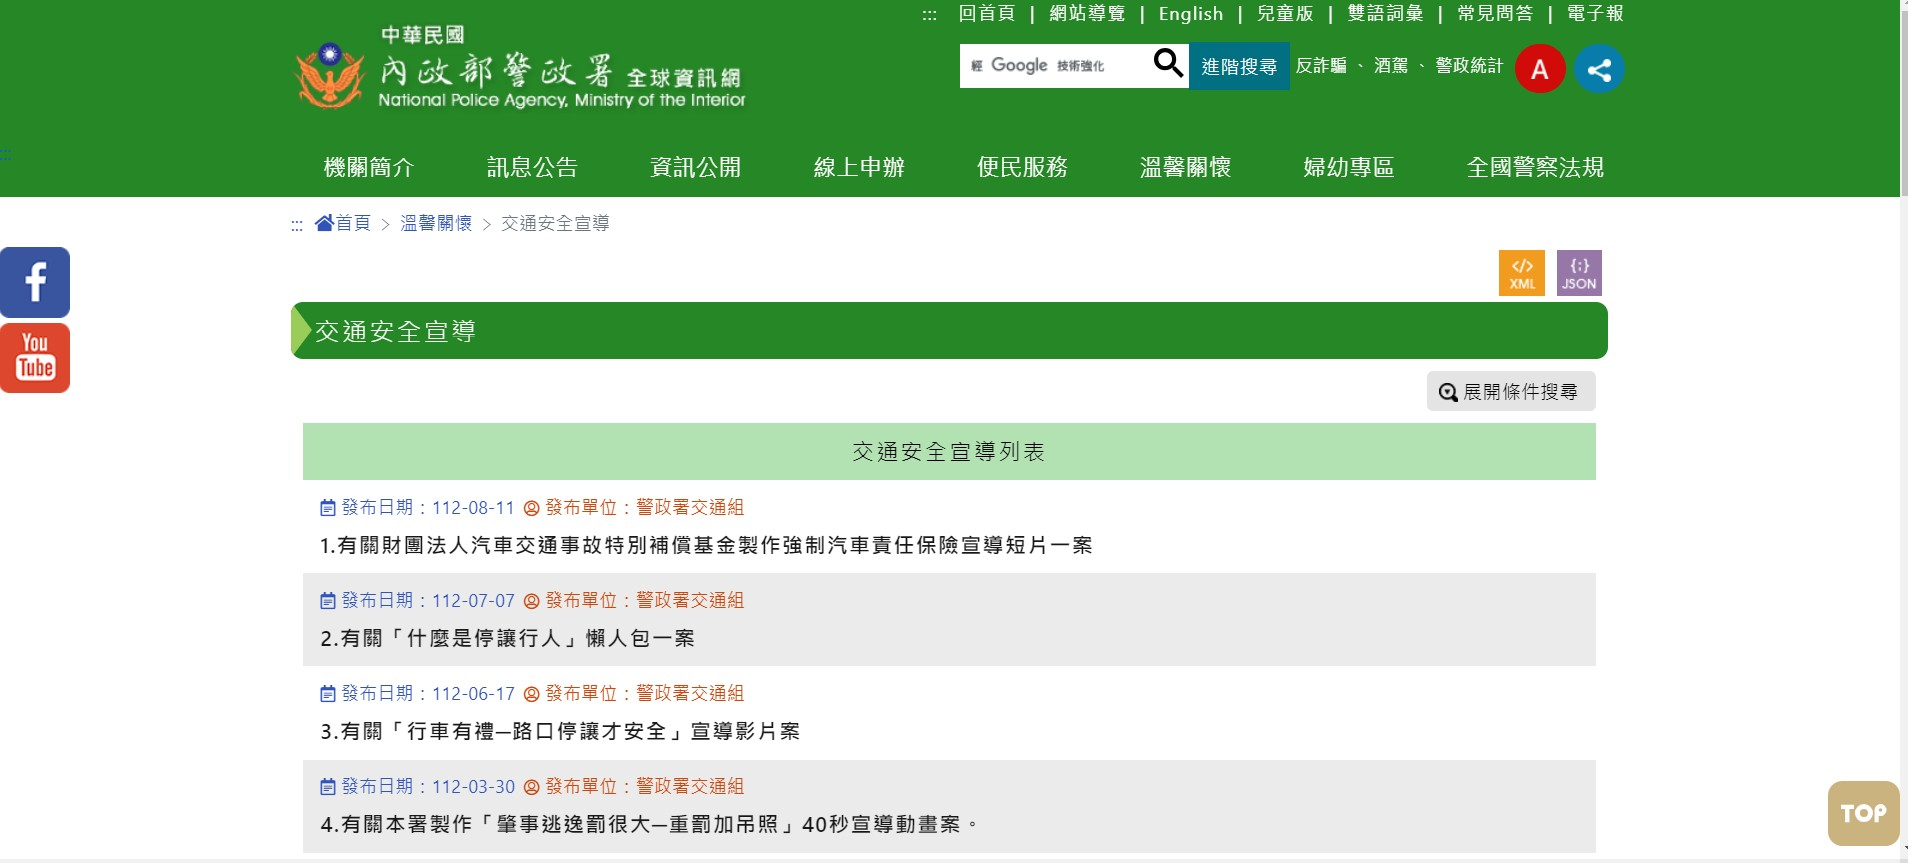 ::: 回首頁 | 網站導覽 | English | 兒童版 | 雙語詞彙 | 常見問答 | 電子報
中華民國
內政部警政署 全球資訊網
National Police Agency, Ministry of the Interior
經 Google 技術強化
進階搜尋
反詐騙 、 酒駕 、 警政統計
A
:::
機關簡介 訊息公告 資訊公開 線上申辦 便民服務 溫馨關懷 婦幼專區 全國警察法規
::: 首頁 > 溫馨關懷 > 交通安全宣導
f
You
Tube
</> XML
{;} JSON
交通安全宣導
展開條件搜尋
交通安全宣導列表
發布日期：112-08-11 發布單位：警政署交通組
1.有關財團法人汽車交通事故特別補償基金製作強制汽車責任保險宣導短片一案
發布日期：112-07-07 發布單位：警政署交通組
2.有關「什麼是停讓行人」懶人包一案
發布日期：112-06-17 發布單位：警政署交通組
3.有關「行車有禮─路口停讓才安全」宣導影片案
發布日期：112-03-30 發布單位：警政署交通組
4.有關本署製作「肇事逃逸罰很大─重罰加吊照」40秒宣導動畫案。
TOP